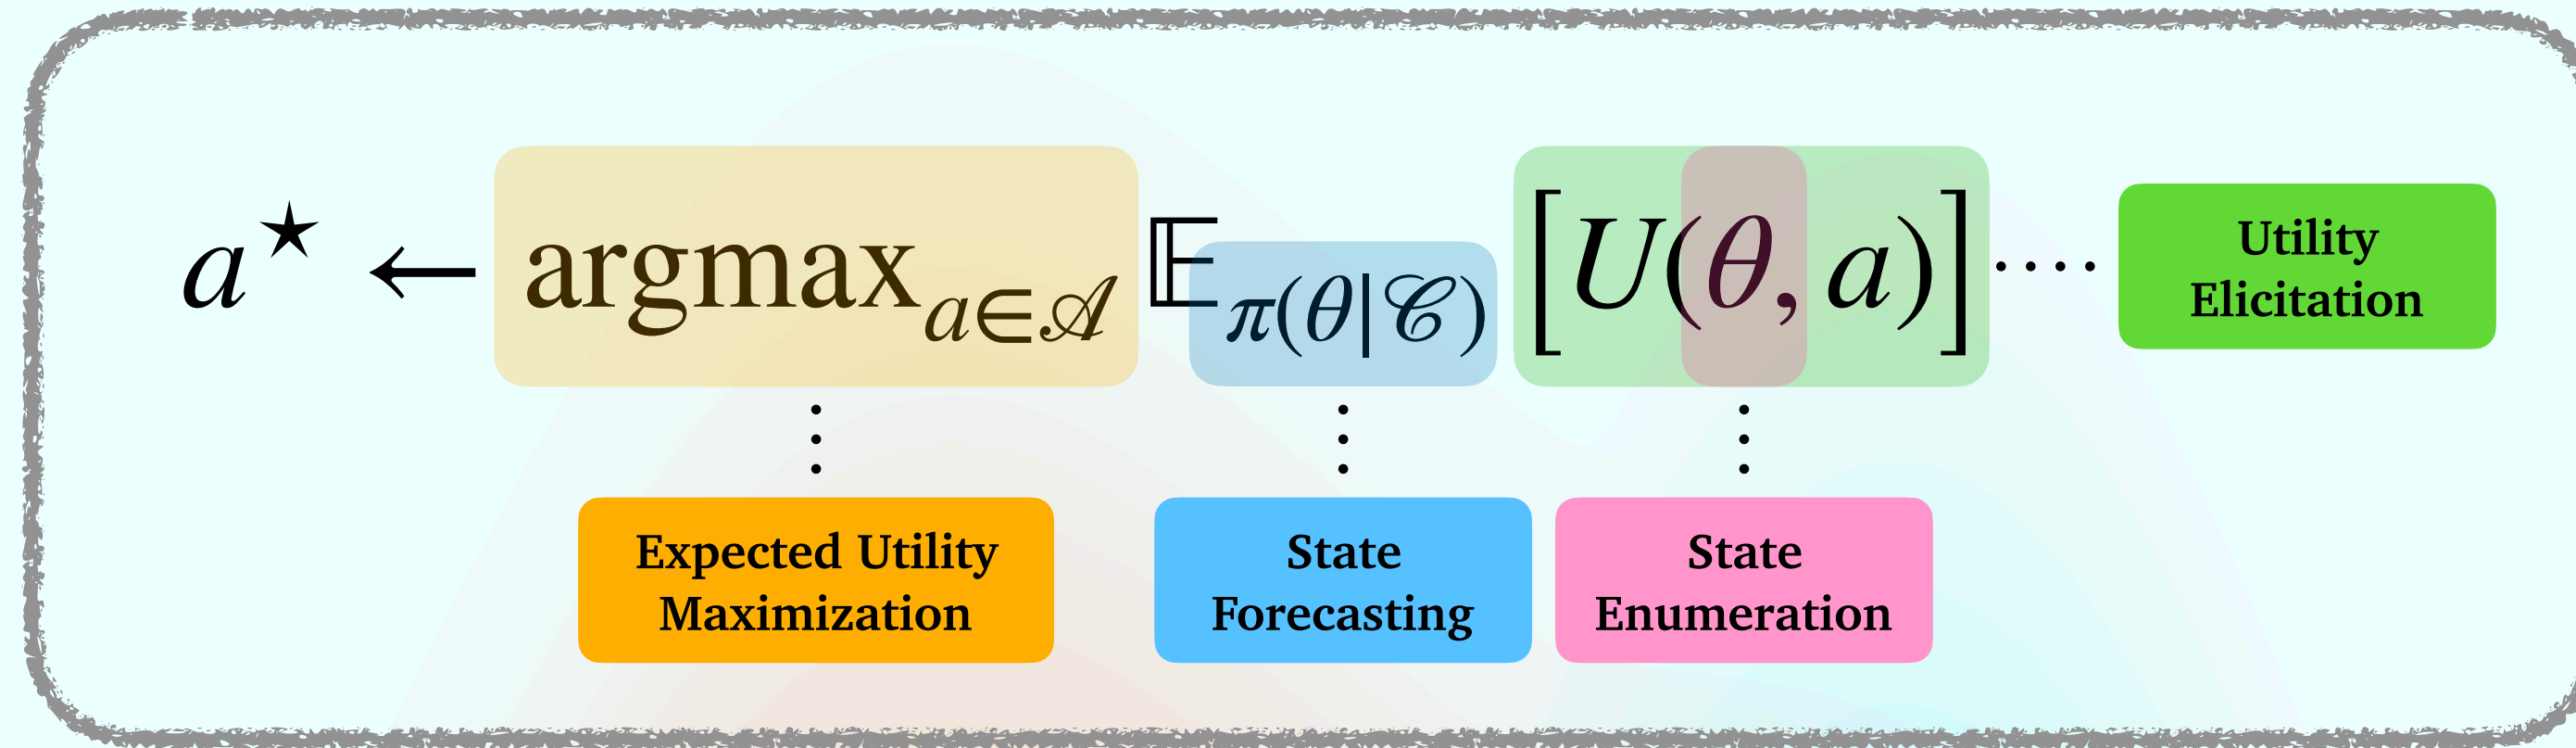 a★ ← argmax_{a∈𝒜} 𝔼_{π(θ|𝒞)} [U(θ, a)]
Utility
Elicitation
Expected Utility
Maximization
State
Forecasting
State
Enumeration